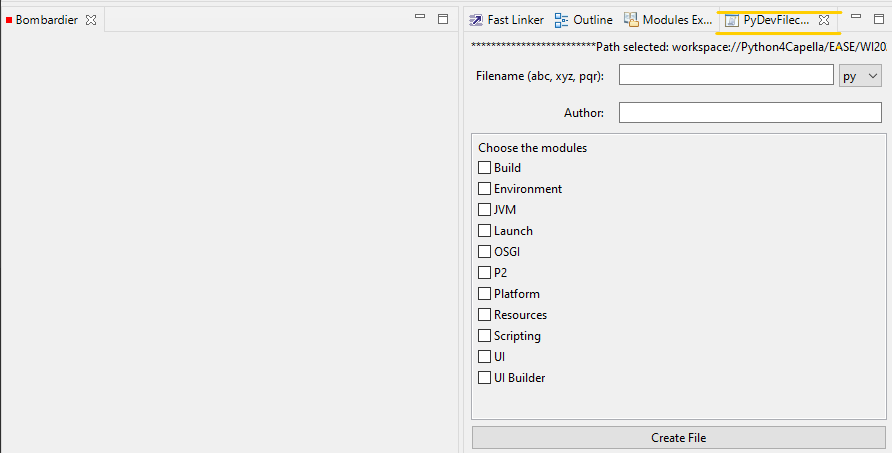 Bombardier
Fast Linker Outline Modules Ex... PyDevFilec...
*************************Path selected: workspace://Python4Capella/EASE/WI20
Filename (abc, xyz, pqr): py
Author:
Choose the modules
Build
Environment
JVM
Launch
OSGI
P2
Platform
Resources
Scripting
UI
UI Builder
Create File